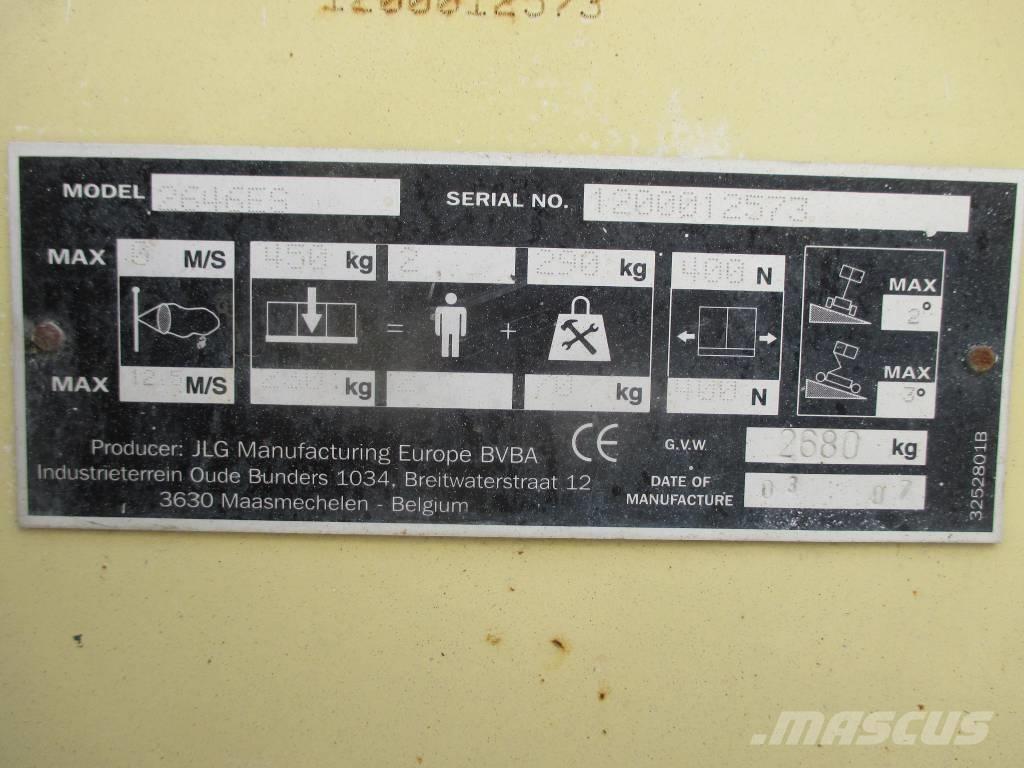 1200012573
MODEL 2646ES SERIAL NO. 1200012573
MAX M/S 450 kg 2 290 kg 400 N
MAX 2°
= +
MAX 3°
MAX 12.5 M/S kg kg 400 N
Producer: JLG Manufacturing Europe BVBA CE G.V.W. 2680 kg
Industrieterrein Oude Bunders 1034, Breitwaterstraat 12
3630 Maasmechelen - Belgium
DATE OF MANUFACTURE 03 07
3252801B
MASCUS